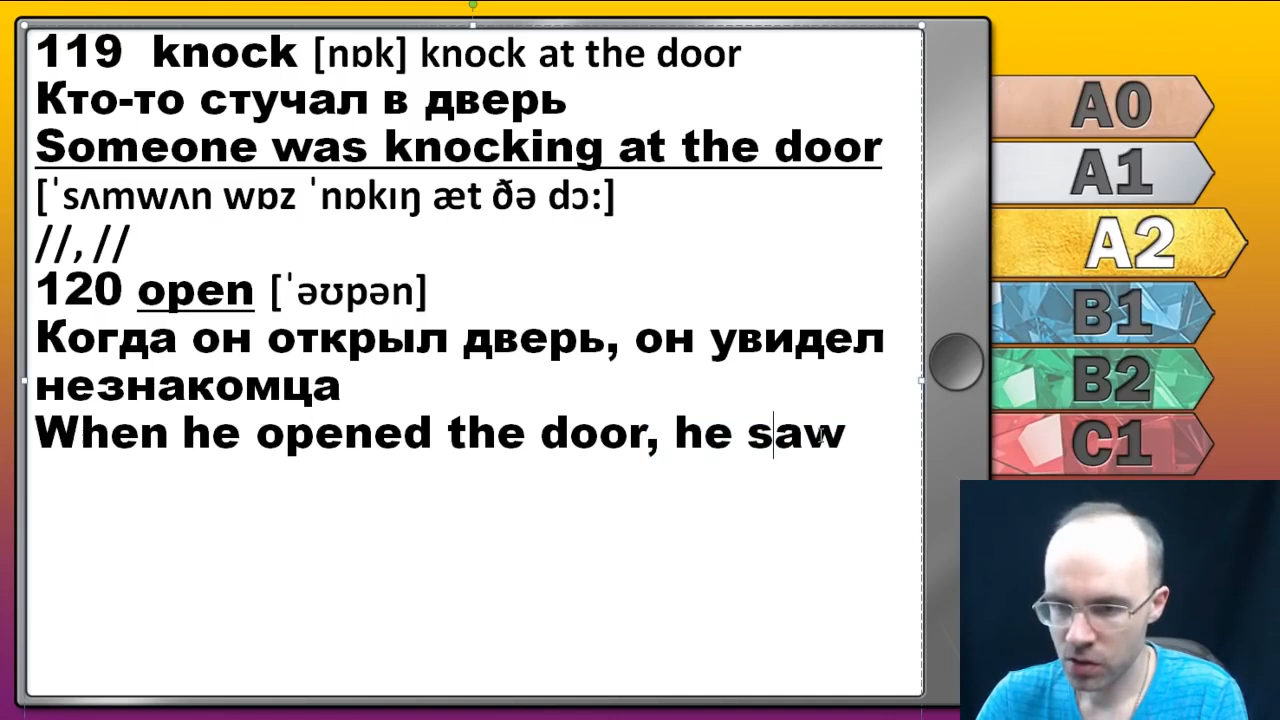 119 knock [nɒk] knock at the door
Кто-то стучал в дверь
Someone was knocking at the door
[ˈsʌmwʌn wɒz ˈnɒkɪŋ æt ðə dɔ:]
//, //
120 open [ˈəʊpən]
Когда он открыл дверь, он увидел
незнакомца
When he opened the door, he saw
A0
A1
A2
B1
B2
C1